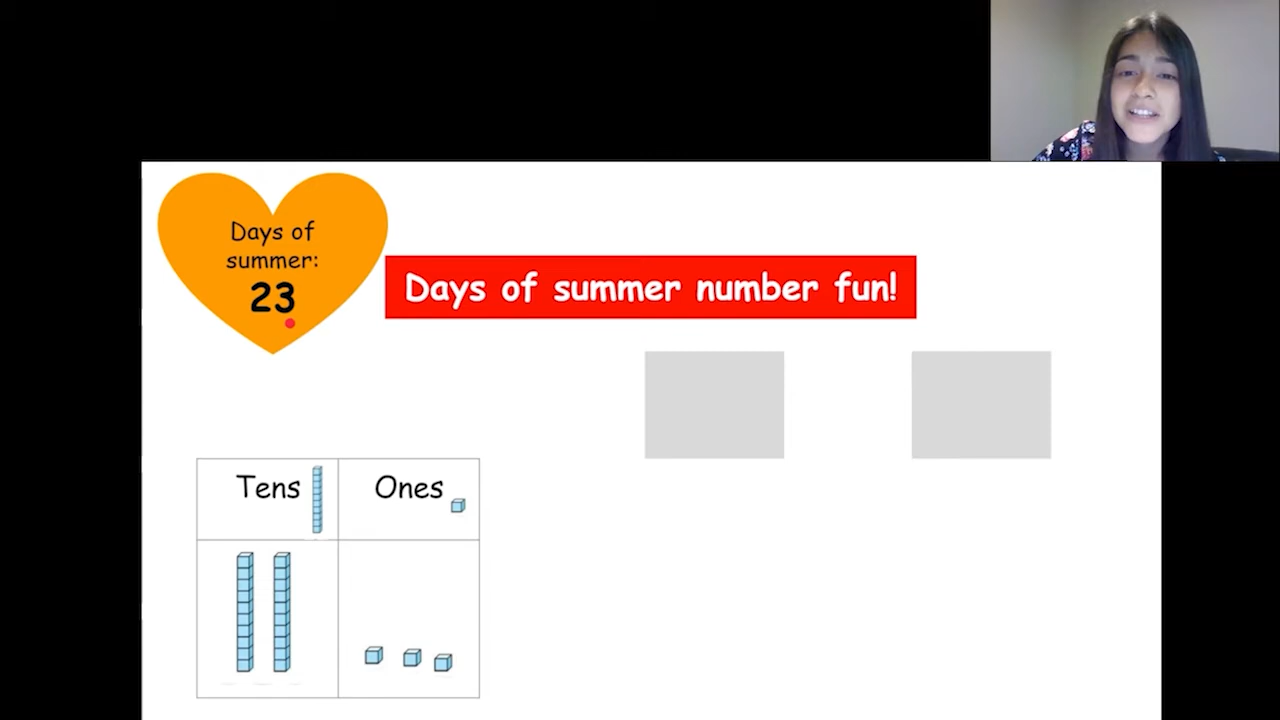 Days of
summer:
23
Days of summer number fun!
Tens
Ones